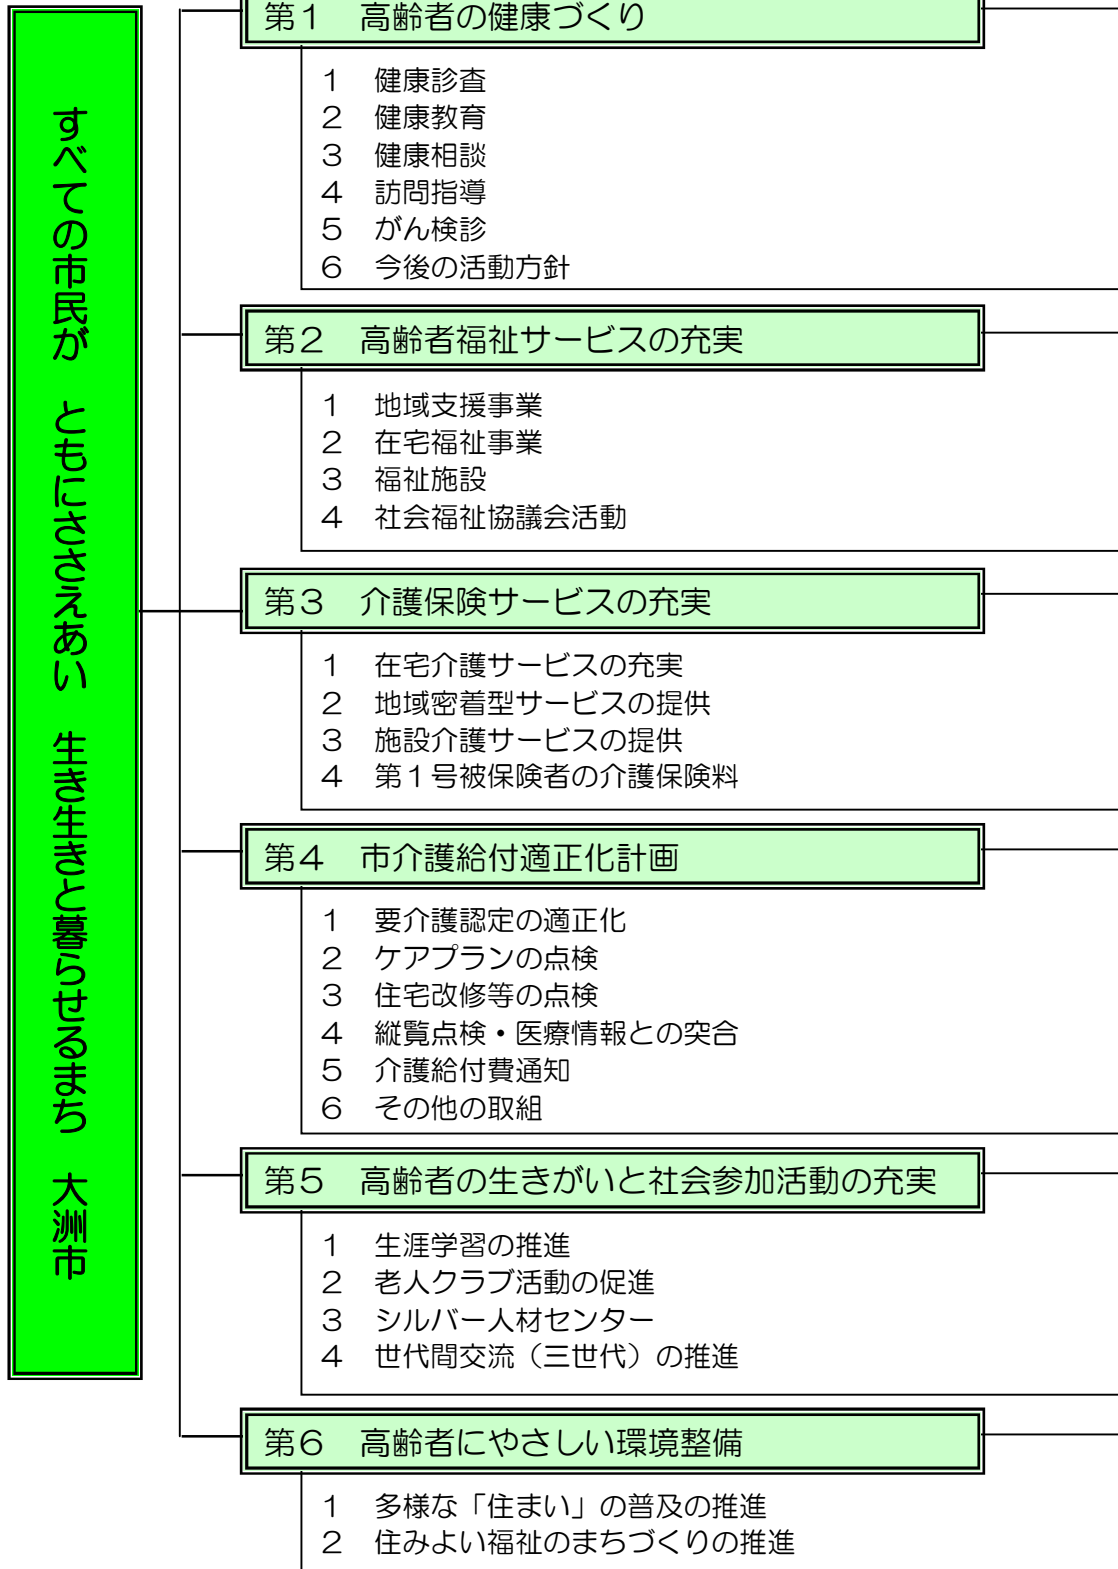 すべての市民が　ともにささえあい　生き生きと暮らせるまち　大洲市
第１　高齢者の健康づくり
１　健康診査
２　健康教育
３　健康相談
４　訪問指導
５　がん検診
６　今後の活動方針
第２　高齢者福祉サービスの充実
１　地域支援事業
２　在宅福祉事業
３　福祉施設
４　社会福祉協議会活動
第３　介護保険サービスの充実
１　在宅介護サービスの充実
２　地域密着型サービスの提供
３　施設介護サービスの提供
４　第１号被保険者の介護保険料
第４　市介護給付適正化計画
１　要介護認定の適正化
２　ケアプランの点検
３　住宅改修等の点検
４　縦覧点検・医療情報との突合
５　介護給付費通知
６　その他の取組
第５　高齢者の生きがいと社会参加活動の充実
１　生涯学習の推進
２　老人クラブ活動の促進
３　シルバー人材センター
４　世代間交流（三世代）の推進
第６　高齢者にやさしい環境整備
１　多様な「住まい」の普及の推進
２　住みよい福祉のまちづくりの推進